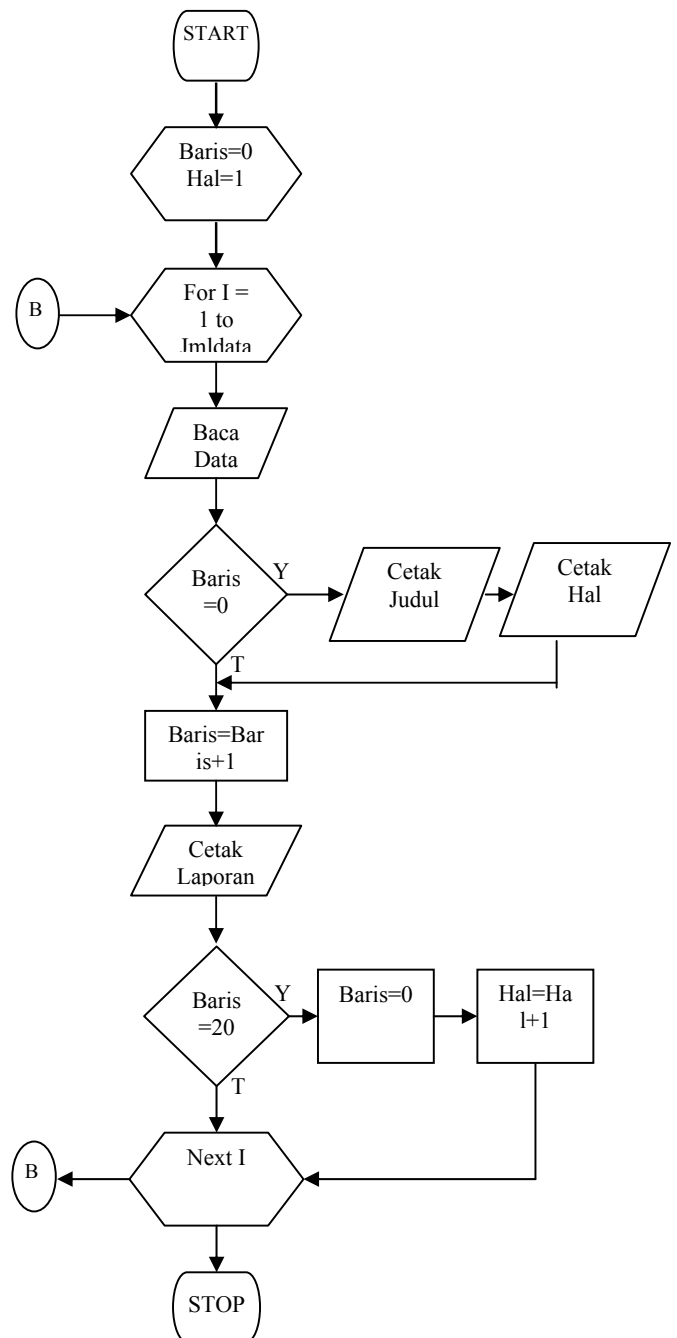 START
Baris=0
Hal=1
B
For I =
1 to
Jmldata
Baca
Data
Baris
=0
Y
Cetak
Judul
Cetak
Hal
T
Baris=Bar
is+1
Cetak
Laporan
Baris
=20
Y
Baris=0
Hal=Ha
l+1
T
B
Next I
STOP